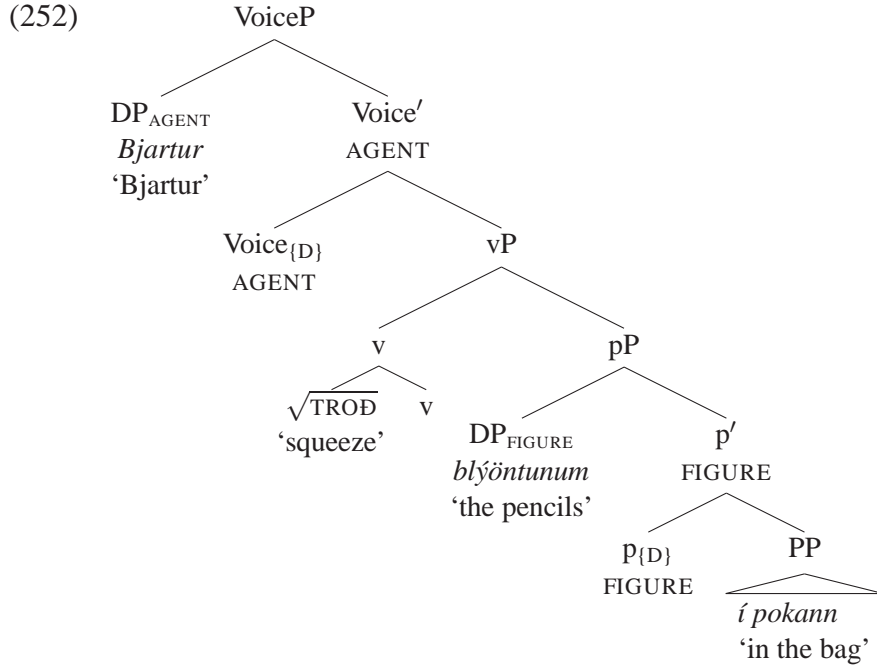 (252) VoiceP
DP_AGENT Voice′
Bjartur AGENT
‘Bjartur’
Voice_{D} vP
AGENT
v pP
√TROÐ v DP_FIGURE p′
‘squeeze’ blýöntunum FIGURE
‘the pencils’
p_{D} PP
FIGURE
í pokann
‘in the bag’